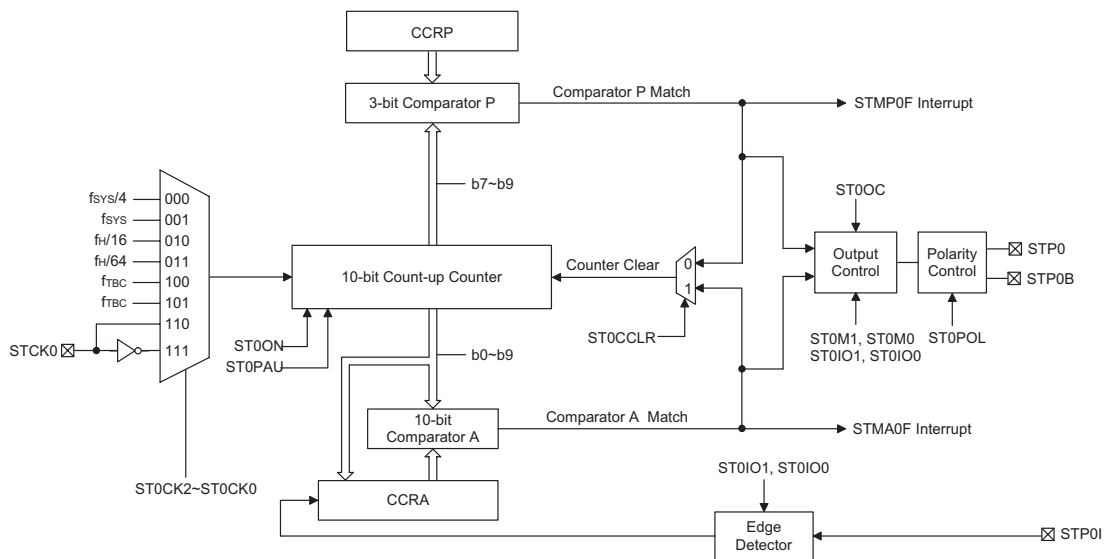 CCRP
3-bit Comparator P
Comparator P Match
STMP0F Interrupt
b7~b9
fSYS/4
000
fSYS
001
fH/16
010
fH/64
011
fTBC
100
fTBC
101
110
111
STCK0
ST0CK2~ST0CK0
10-bit Count-up Counter
ST0ON
ST0PAU
Counter Clear
0
1
ST0CCLR
ST0OC
Output
Control
Polarity
Control
STP0
STP0B
ST0M1, ST0M0
ST0IO1, ST0IO0
ST0POL
b0~b9
10-bit
Comparator A
Comparator A Match
STMA0F Interrupt
CCRA
ST0IO1, ST0IO0
Edge
Detector
STP0I